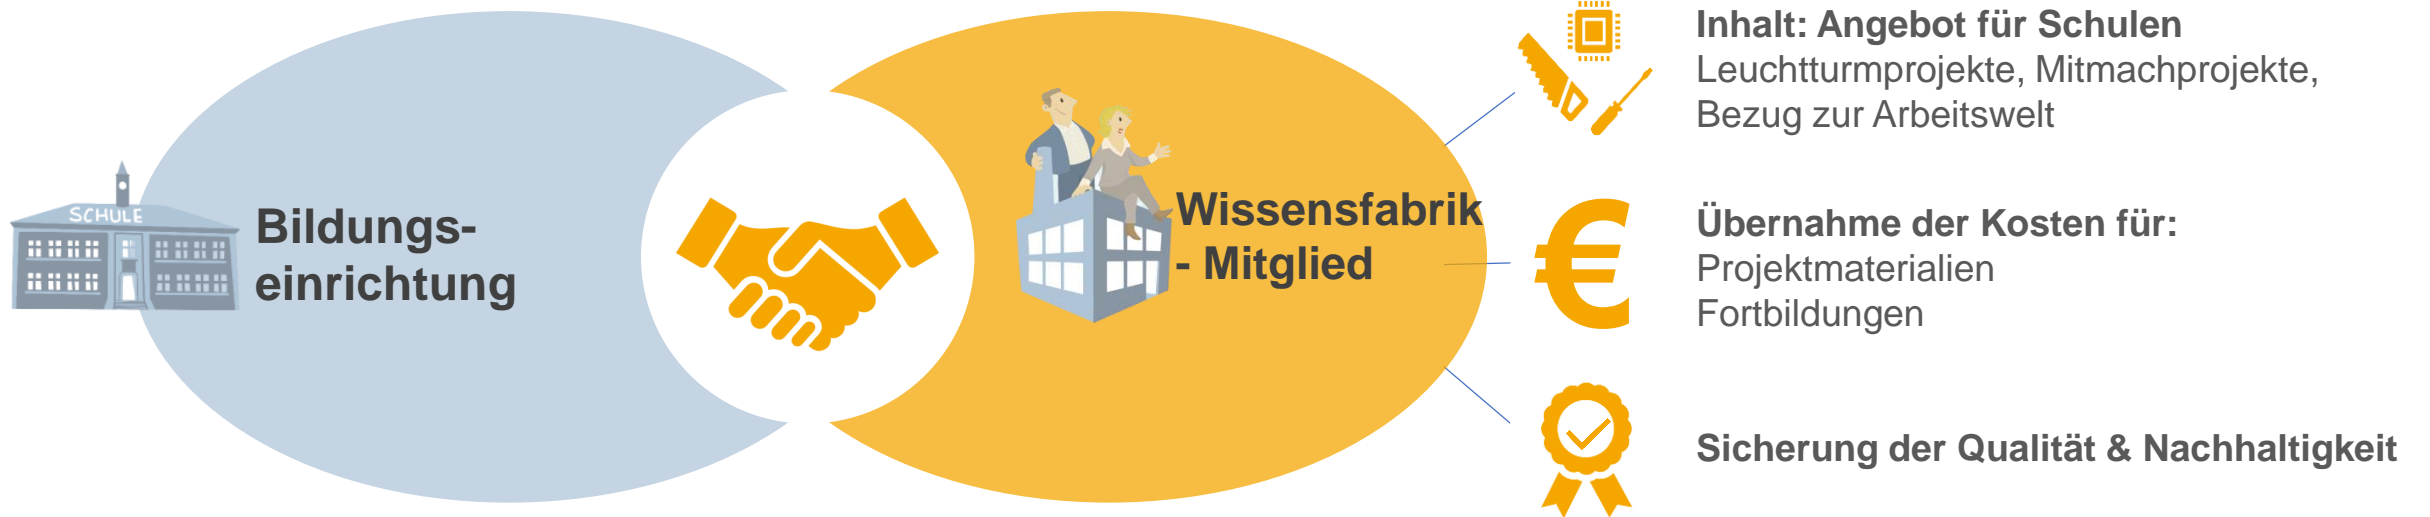 SCHULE
Bildungs-
einrichtung
Wissensfabrik
- Mitglied
Inhalt: Angebot für Schulen
Leuchtturmprojekte, Mitmachprojekte,
Bezug zur Arbeitswelt
Übernahme der Kosten für:
Projektmaterialien
Fortbildungen
Sicherung der Qualität & Nachhaltigkeit